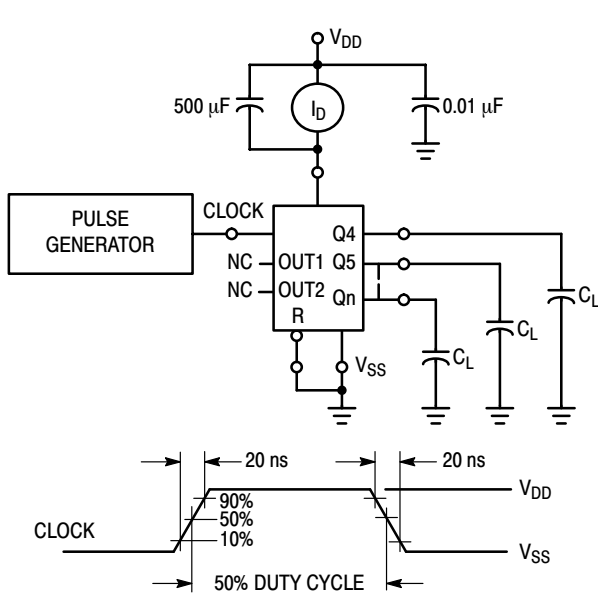 V_DD
500 μF
I_D
0.01 μF
PULSE
GENERATOR
CLOCK
Q4
NC
OUT1
Q5
NC
OUT2
Qn
R
V_SS
C_L
C_L
C_L
20 ns
20 ns
90%
50%
10%
V_DD
CLOCK
V_SS
50% DUTY CYCLE